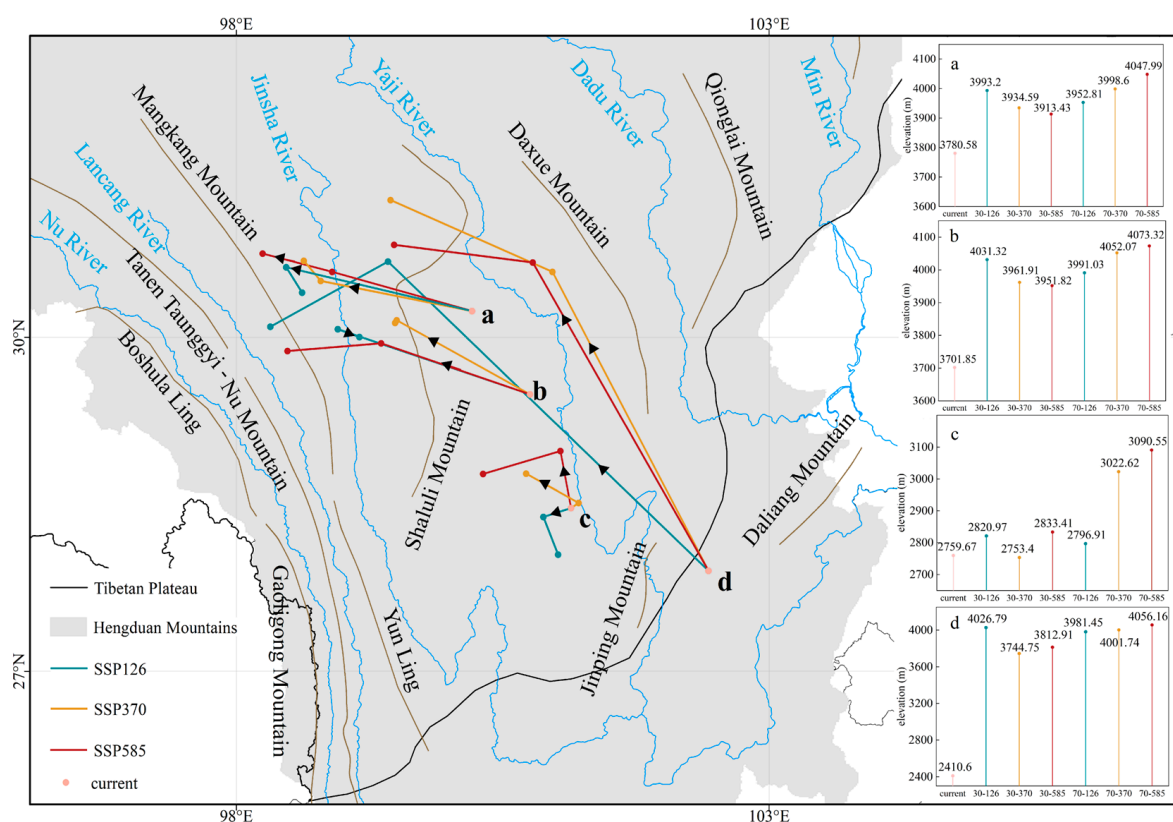 98°E
103°E
30°N
27°N
98°E
103°E
Nu River
Lancang River
Jinsha River
Yaji River
Dadu River
Min River
Mangkang Mountain
Tanen Taunggyi - Nu Mountain
Boshula Ling
Gaoligong Mountain
Yun Ling
Shaluli Mountain
Daxue Mountain
Qionglai Mountain
Daliang Mountain
Jinping Mountain
a
b
c
d
Tibetan Plateau
Hengduan Mountains
SSP126
SSP370
SSP585
current
a
elevation (m)
4100
4000
3900
3800
3700
3600
3780.58
3993.2
3934.59
3913.43
3952.81
3998.6
4047.99
current 30-126 30-370 30-585 70-126 70-370 70-585
b
elevation (m)
4100
4000
3900
3800
3700
3600
3701.85
4031.32
3961.91
3951.82
3991.03
4052.07
4073.32
current 30-126 30-370 30-585 70-126 70-370 70-585
c
elevation (m)
3100
3000
2900
2800
2700
2759.67
2820.97
2753.4
2833.41
2796.91
3022.62
3090.55
current 30-126 30-370 30-585 70-126 70-370 70-585
d
elevation (m)
4000
3600
3200
2800
2400
2410.6
4026.79
3744.75
3812.91
3981.45
4001.74
4056.16
current 30-126 30-370 30-585 70-126 70-370 70-585